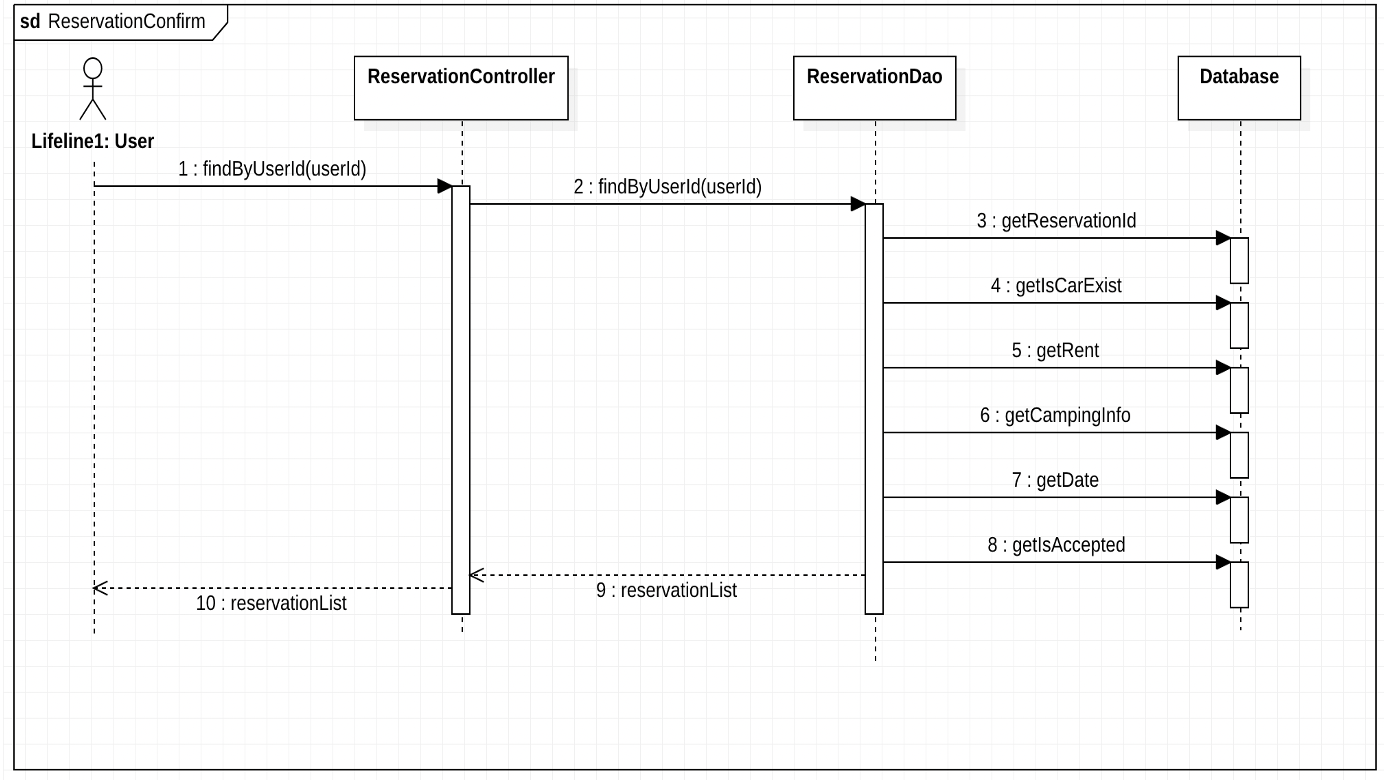 sd ReservationConfirm
ReservationController
ReservationDao
Database
Lifeline1: User
1 : findByUserId(userId)
2 : findByUserId(userId)
3 : getReservationId
4 : getIsCarExist
5 : getRent
6 : getCampingInfo
7 : getDate
8 : getIsAccepted
9 : reservationList
10 : reservationList